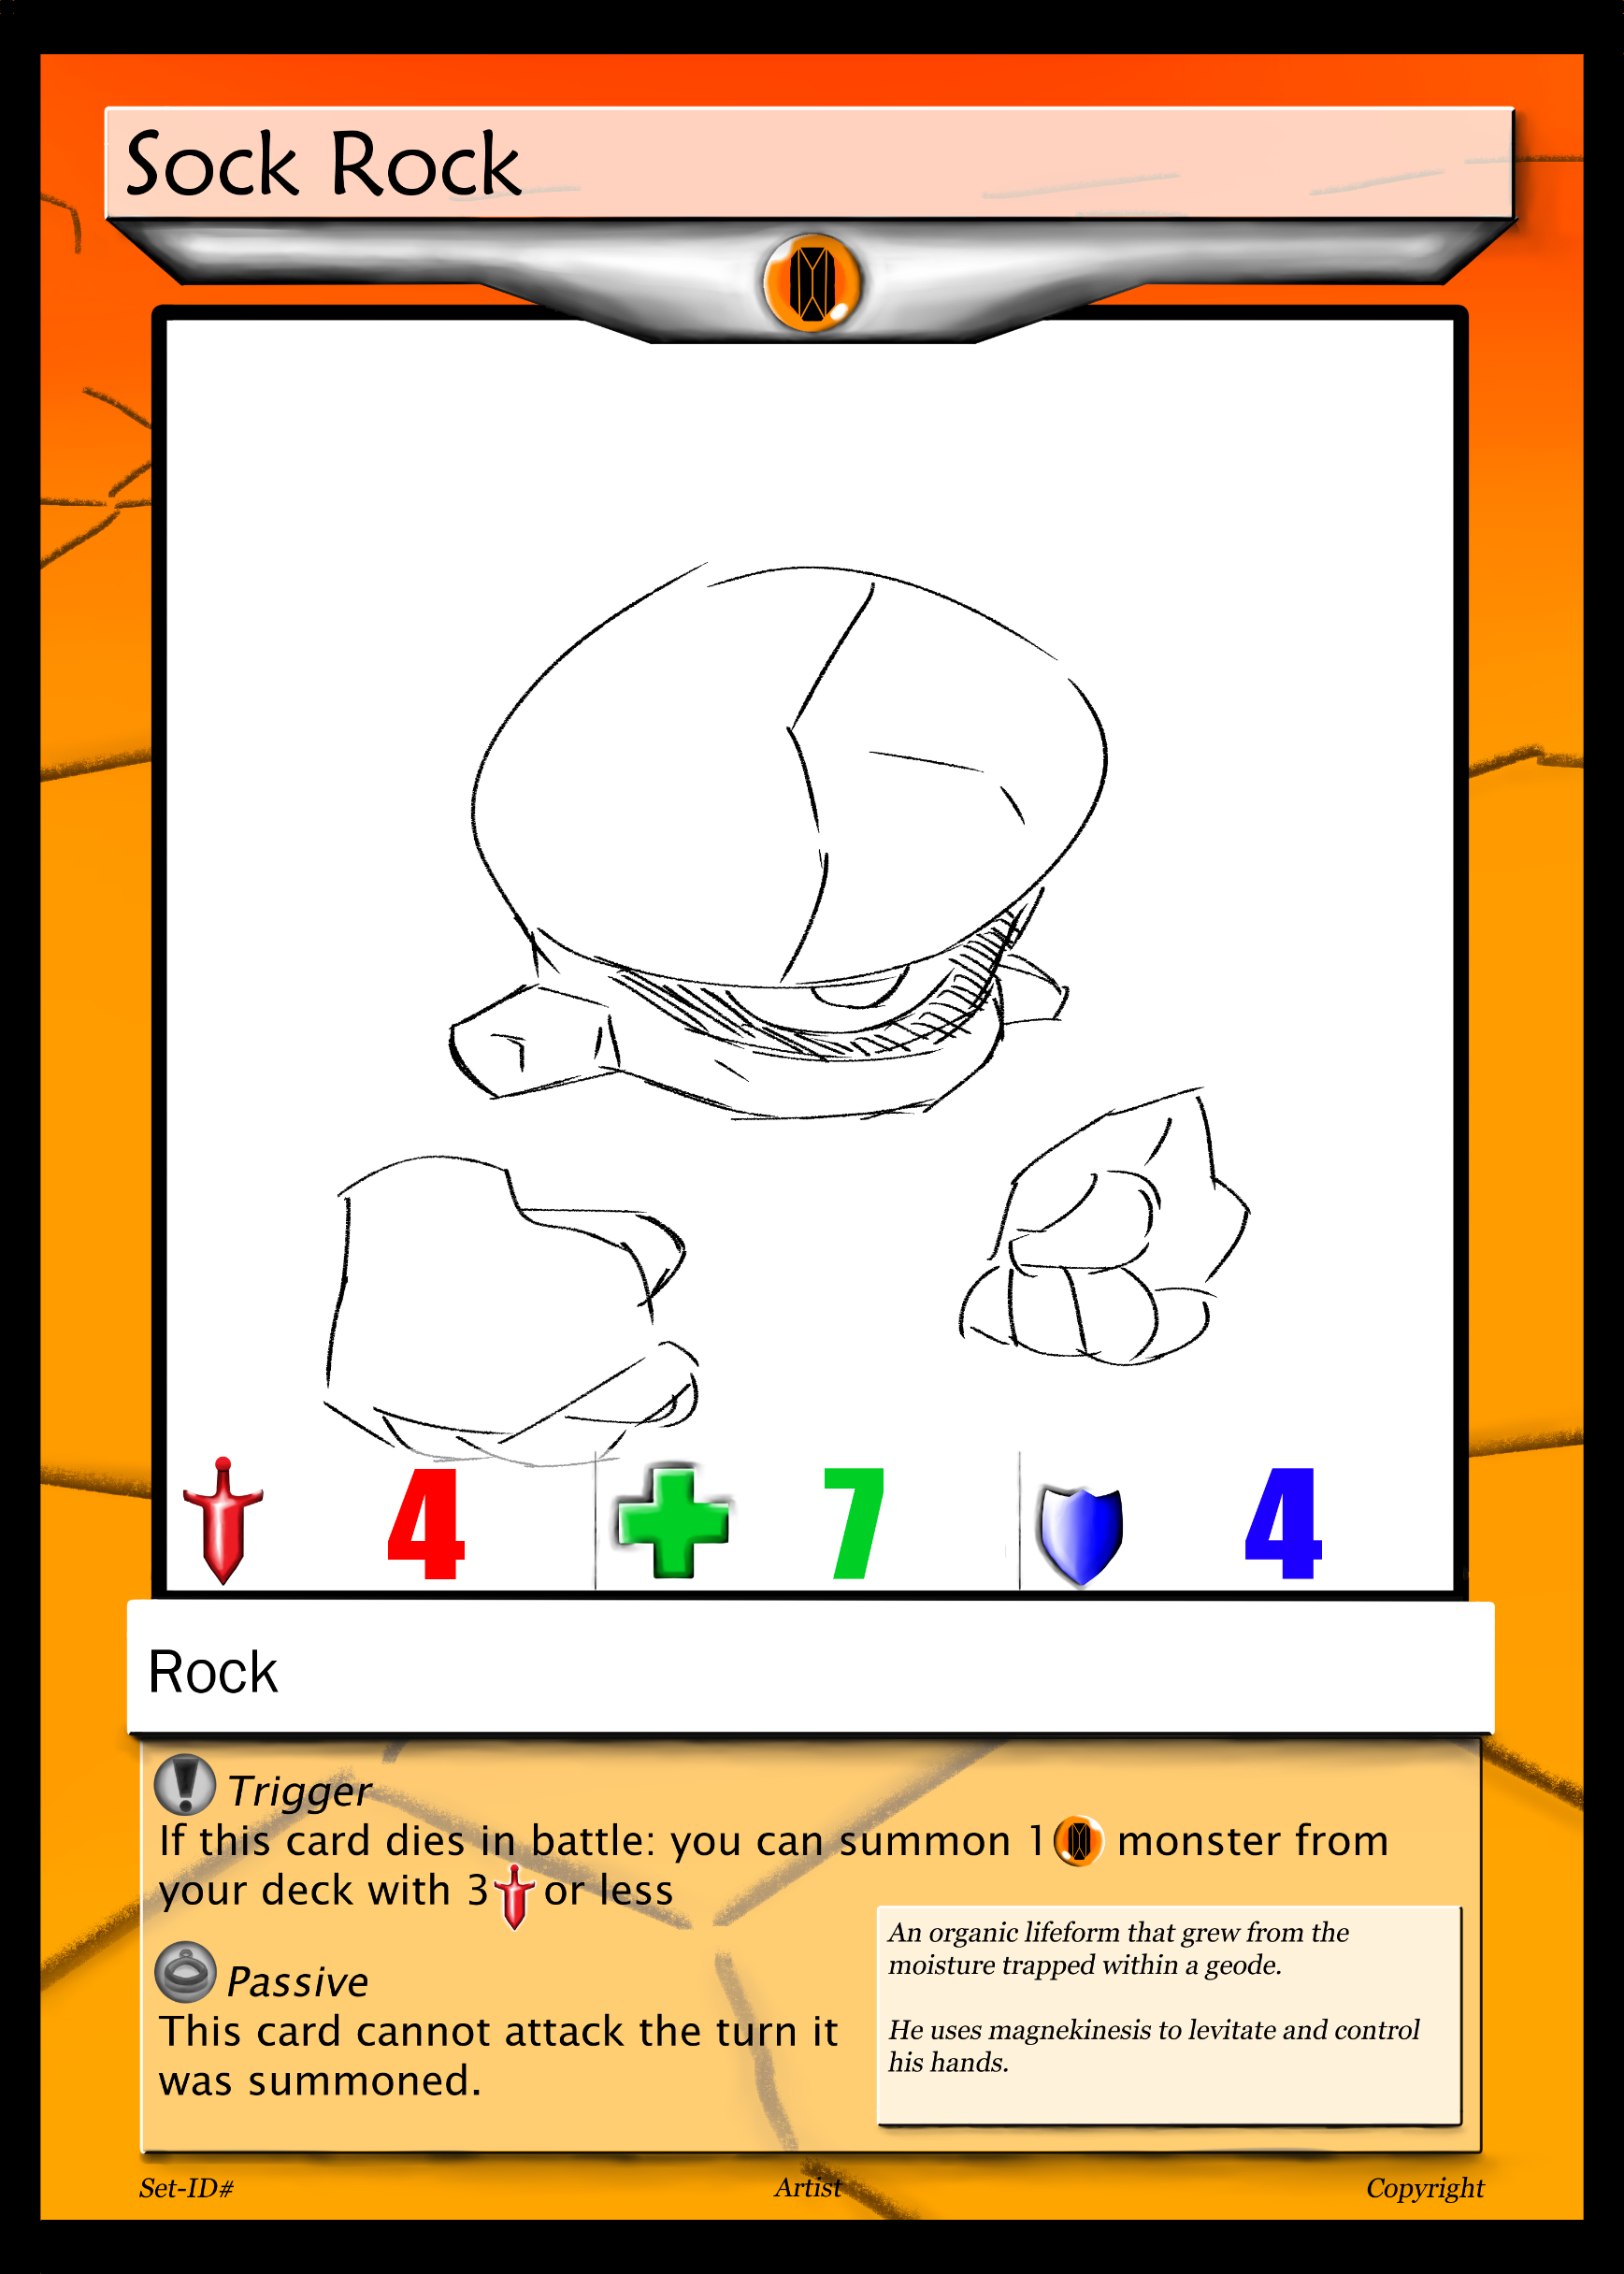 Sock Rock
4 7 4
Rock
Trigger
If this card dies in battle: you can summon 1 monster from
your deck with 3 or less
Passive
This card cannot attack the turn it
was summoned.
An organic lifeform that grew from the
moisture trapped within a geode.
He uses magnekinesis to levitate and control
his hands.
Set-ID#
Artist
Copyright